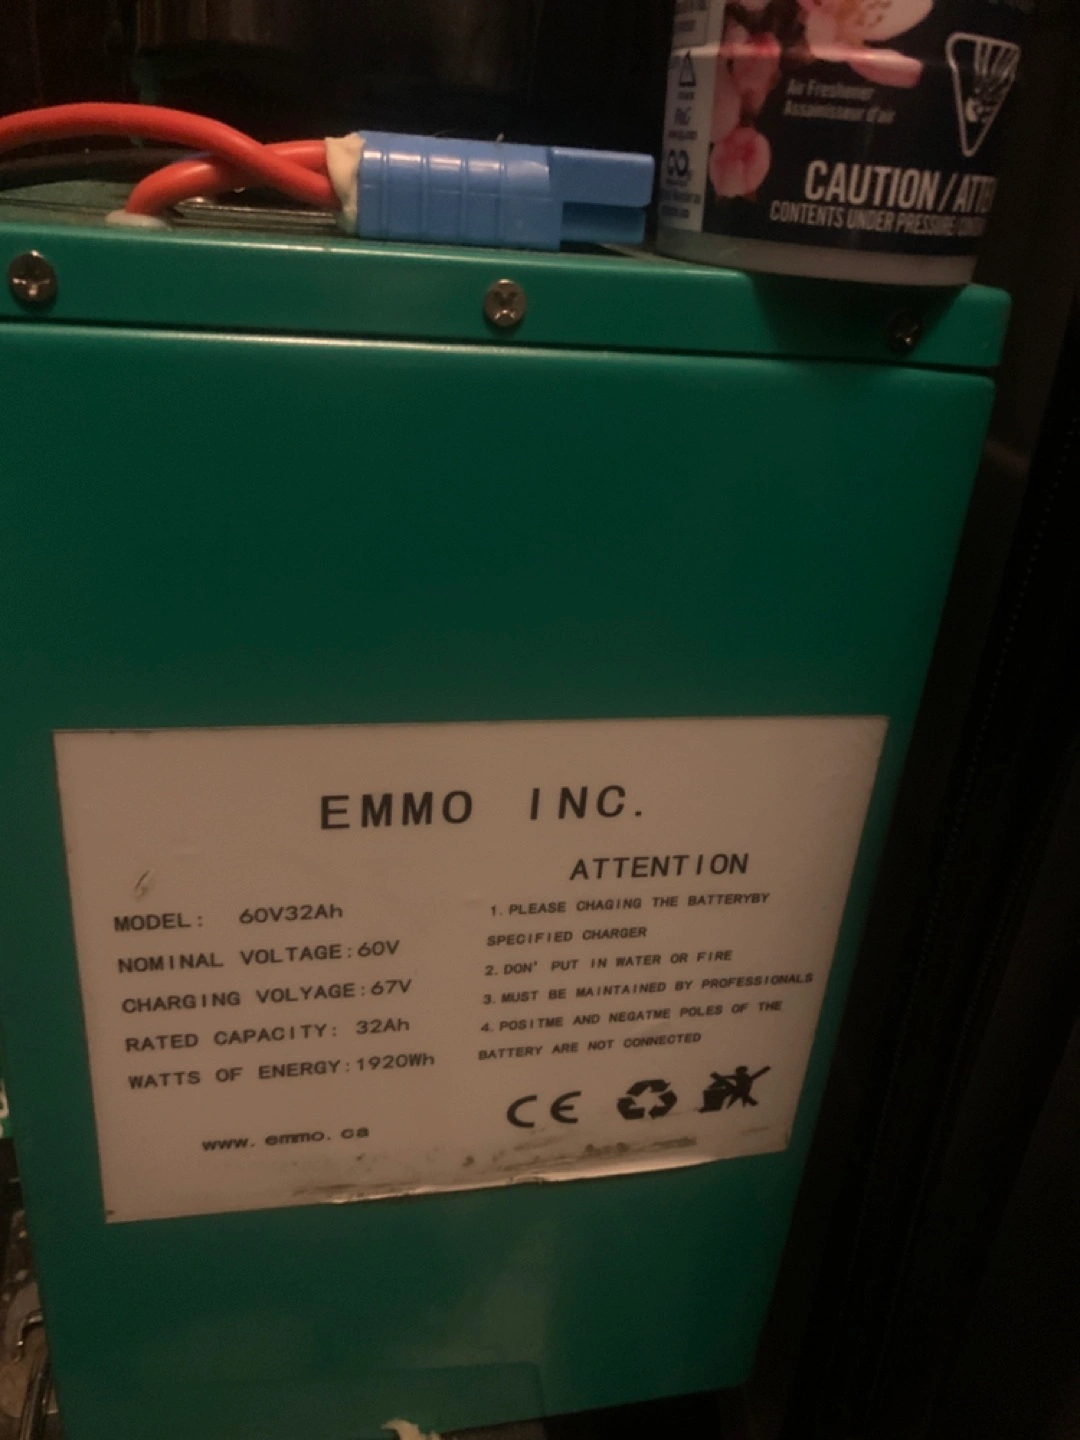 Air Freshener
Assainisseur d'air
CAUTION/ATTE
CONTENTS UNDER PRESSURE
EMMO INC.
MODEL: 60V32Ah
NOMINAL VOLTAGE:60V
CHARGING VOLYAGE:67V
RATED CAPACITY: 32Ah
WATTS OF ENERGY:1920Wh
www.emmo.ca
ATTENTION
1. PLEASE CHAGING THE BATTERYBY
SPECIFIED CHARGER
2. DON' PUT IN WATER OR FIRE
3. MUST BE MAINTAINED BY PROFESSIONALS
4. POSITME AND NEGATME POLES OF THE
BATTERY ARE NOT CONNECTED
CE